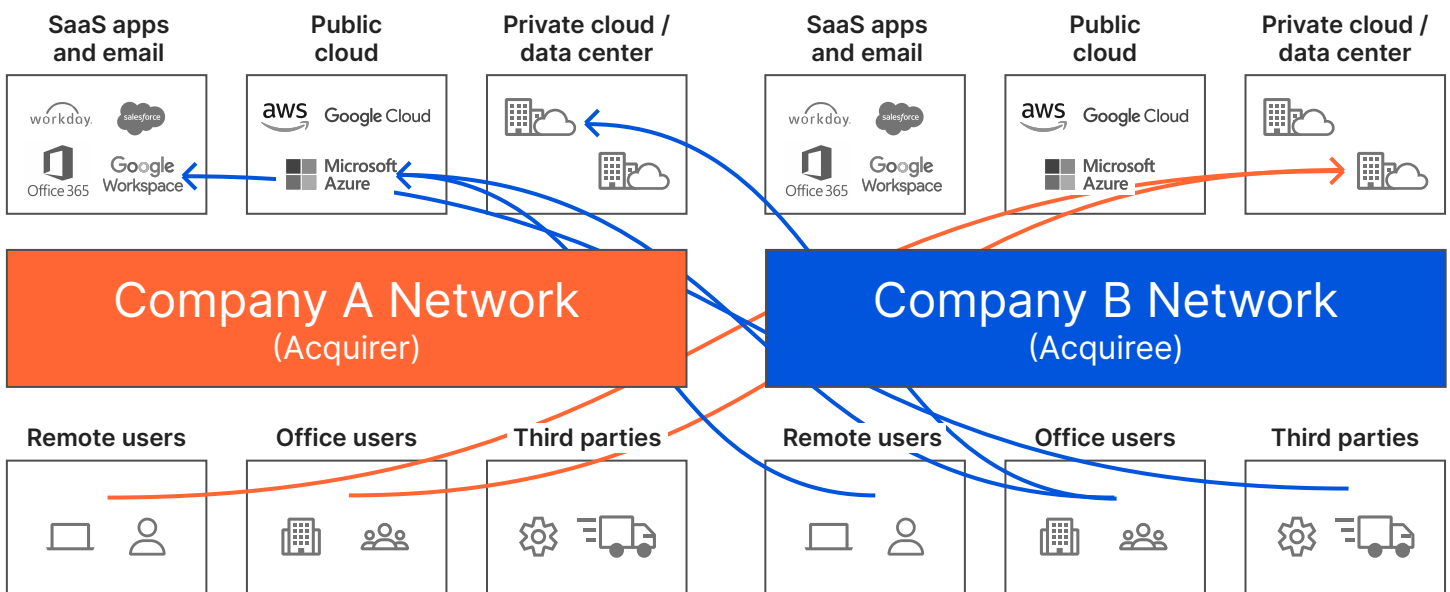 SaaS apps
and email
Public
cloud
Private cloud /
data center
SaaS apps
and email
Public
cloud
Private cloud /
data center
workday.
salesforce
Office 365
Google
Workspace
aws
Google Cloud
Microsoft
Azure
workday.
salesforce
Office 365
Google
Workspace
aws
Google Cloud
Microsoft
Azure
Company A Network
(Acquirer)
Company B Network
(Acquiree)
Remote users
Office users
Third parties
Remote users
Office users
Third parties